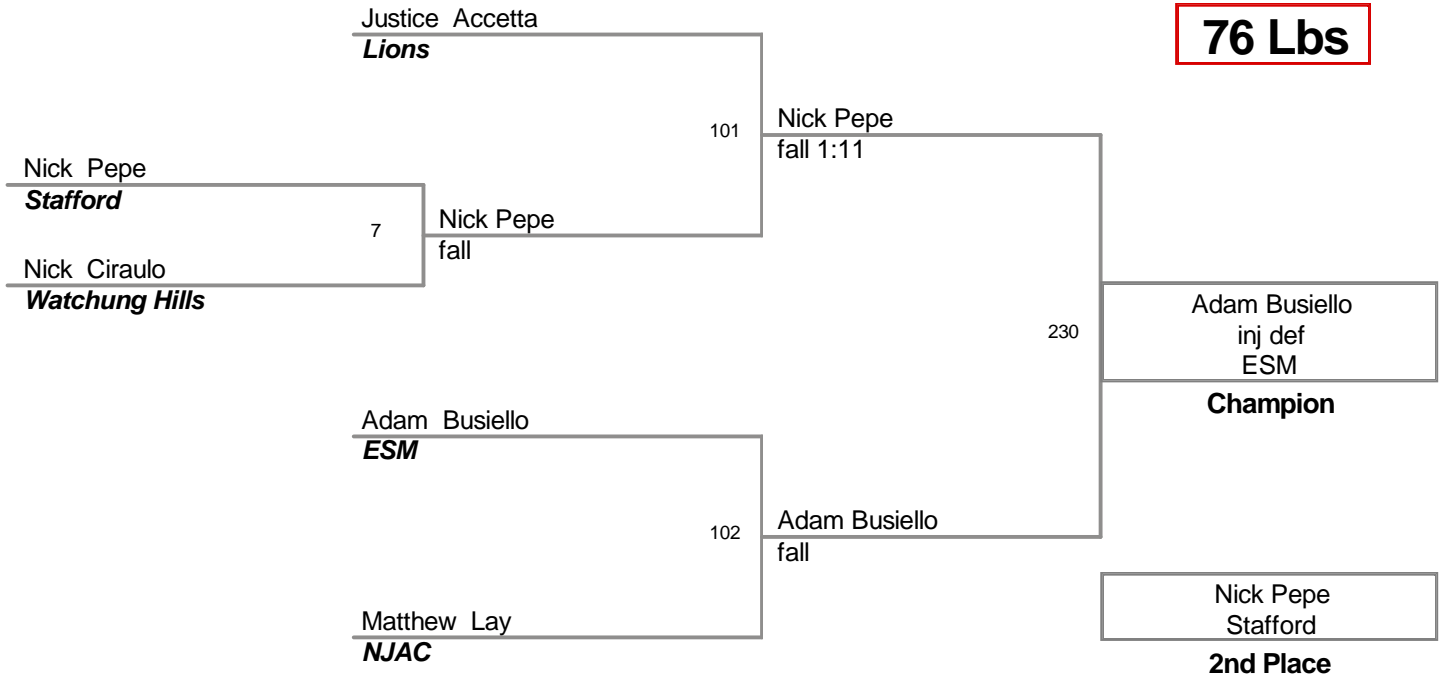 Justice Accetta
Lions
76 Lbs
101
Nick Pepe
fall 1:11
Nick Pepe
Stafford
7
Nick Pepe
fall
Nick Ciraulo
Watchung Hills
230
Adam Busiello
inj def
ESM
Champion
Adam Busiello
ESM
102
Adam Busiello
fall
Matthew Lay
NJAC
Nick Pepe
Stafford
2nd Place